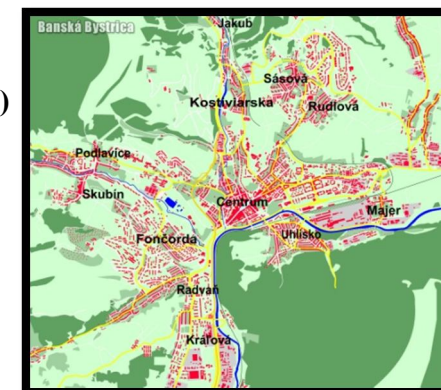 Banská Bystrica
Jakub
Sásová
Kostiviarska
Rudlová
)
Podlavice
Skubín
Centrum
Majer
Uhlisko
Fončorda
Radvaň
Kráľová